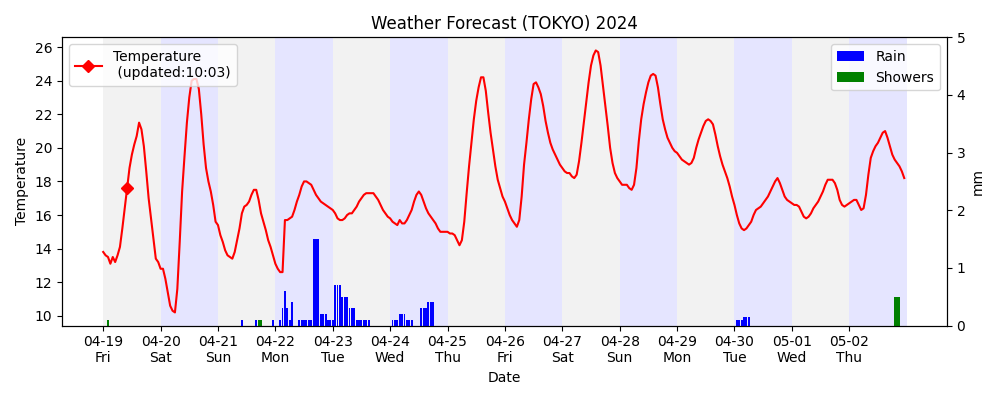 Weather Forecast (TOKYO) 2024
Temperature
(updated:10:03)
Rain
Showers
Temperature
26
24
22
20
18
16
14
12
10
5
4
3
2
1
0
mm
04-19 04-20 04-21 04-22 04-23 04-24 04-25 04-26 04-27 04-28 04-29 04-30 05-01 05-02
Fri Sat Sun Mon Tue Wed Thu Fri Sat Sun Mon Tue Wed Thu
Date